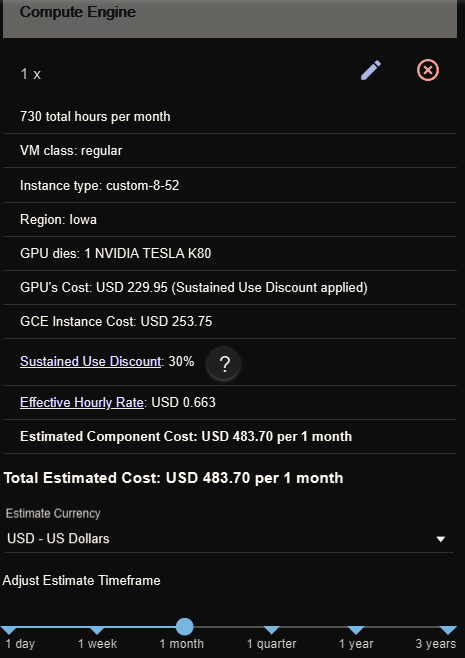 Compute Engine
1 x
730 total hours per month
VM class: regular
Instance type: custom-8-52
Region: Iowa
GPU dies: 1 NVIDIA TESLA K80
GPU's Cost: USD 229.95 (Sustained Use Discount applied)
GCE Instance Cost: USD 253.75
Sustained Use Discount: 30% ?
Effective Hourly Rate: USD 0.663
Estimated Component Cost: USD 483.70 per 1 month
Total Estimated Cost: USD 483.70 per 1 month
Estimate Currency
USD - US Dollars
Adjust Estimate Timeframe
1 day 1 week 1 month 1 quarter 1 year 3 years